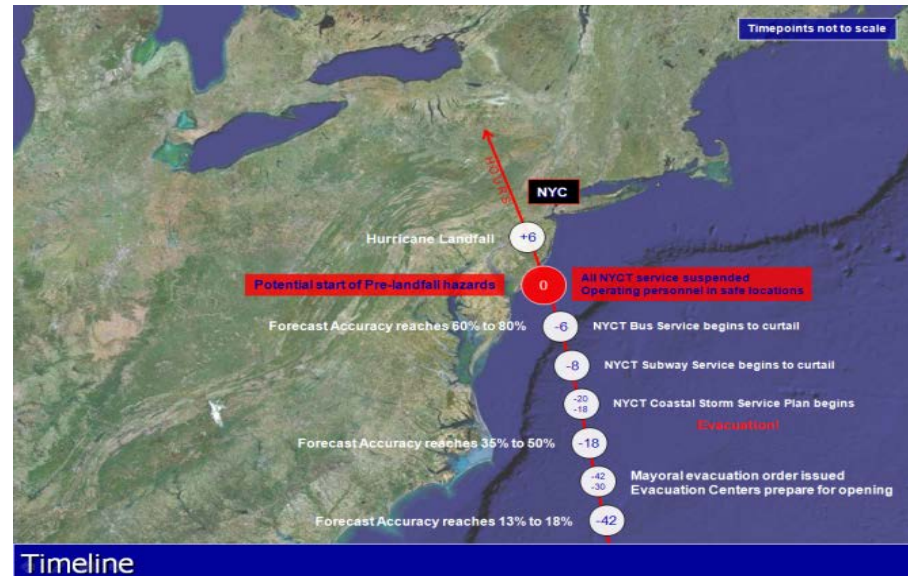 Timepoints not to scale
HOURS
NYC
+6
Hurricane Landfall
Potential start of Pre-landfall hazards
0
All NYCT service suspended
Operating personnel in safe locations
Forecast Accuracy reaches 60% to 80%
-6
NYCT Bus Service begins to curtail
-8
NYCT Subway Service begins to curtail
-20
-18
NYCT Coastal Storm Service Plan begins
Evacuation!
Forecast Accuracy reaches 35% to 50%
-18
-42
-30
Mayoral evacuation order issued
Evacuation Centers prepare for opening
Forecast Accuracy reaches 13% to 18%
-42
Timeline